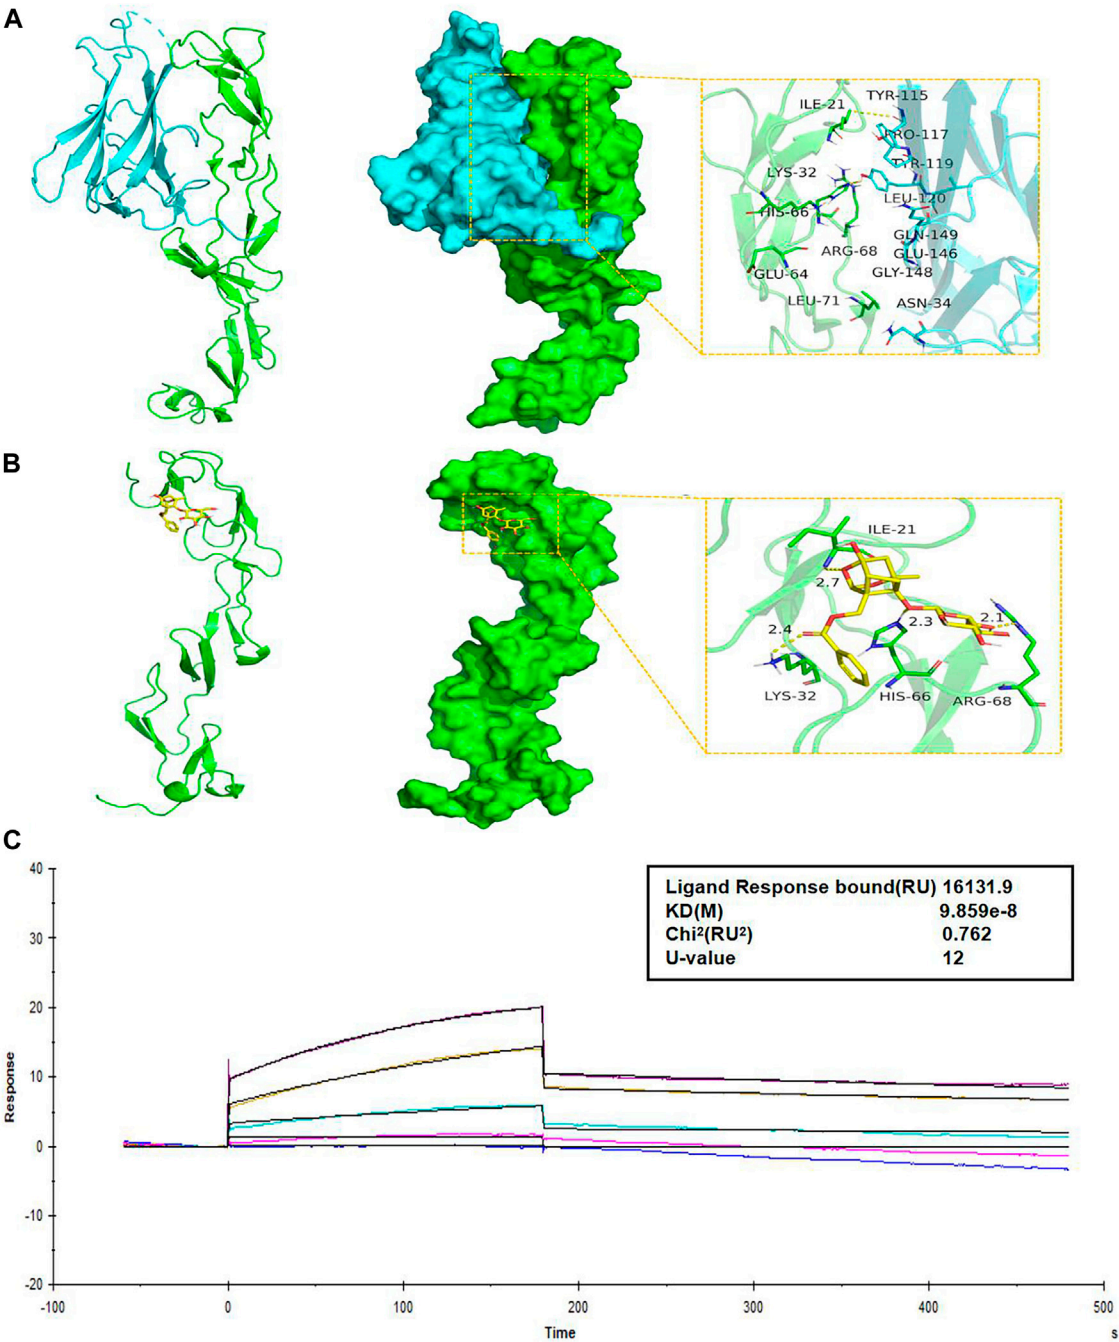 A
ILE-21
TYR-115
PRO-117
TYR-119
LYS-32
LEU-120
HIS-66
GLN-149
ARG-68
GLU-146
GLU-64
GLY-148
LEU-71
ASN-34
B
ILE-21
2.7
2.4
2.3
2.1
LYS-32
HIS-66
ARG-68
C
Ligand Response bound(RU) 16131.9
KD(M) 9.859e-8
Chi²(RU²) 0.762
U-value 12
40
30
20
10
0
-10
-20
Response
-100 0 100 200 300 400 500
Time
s